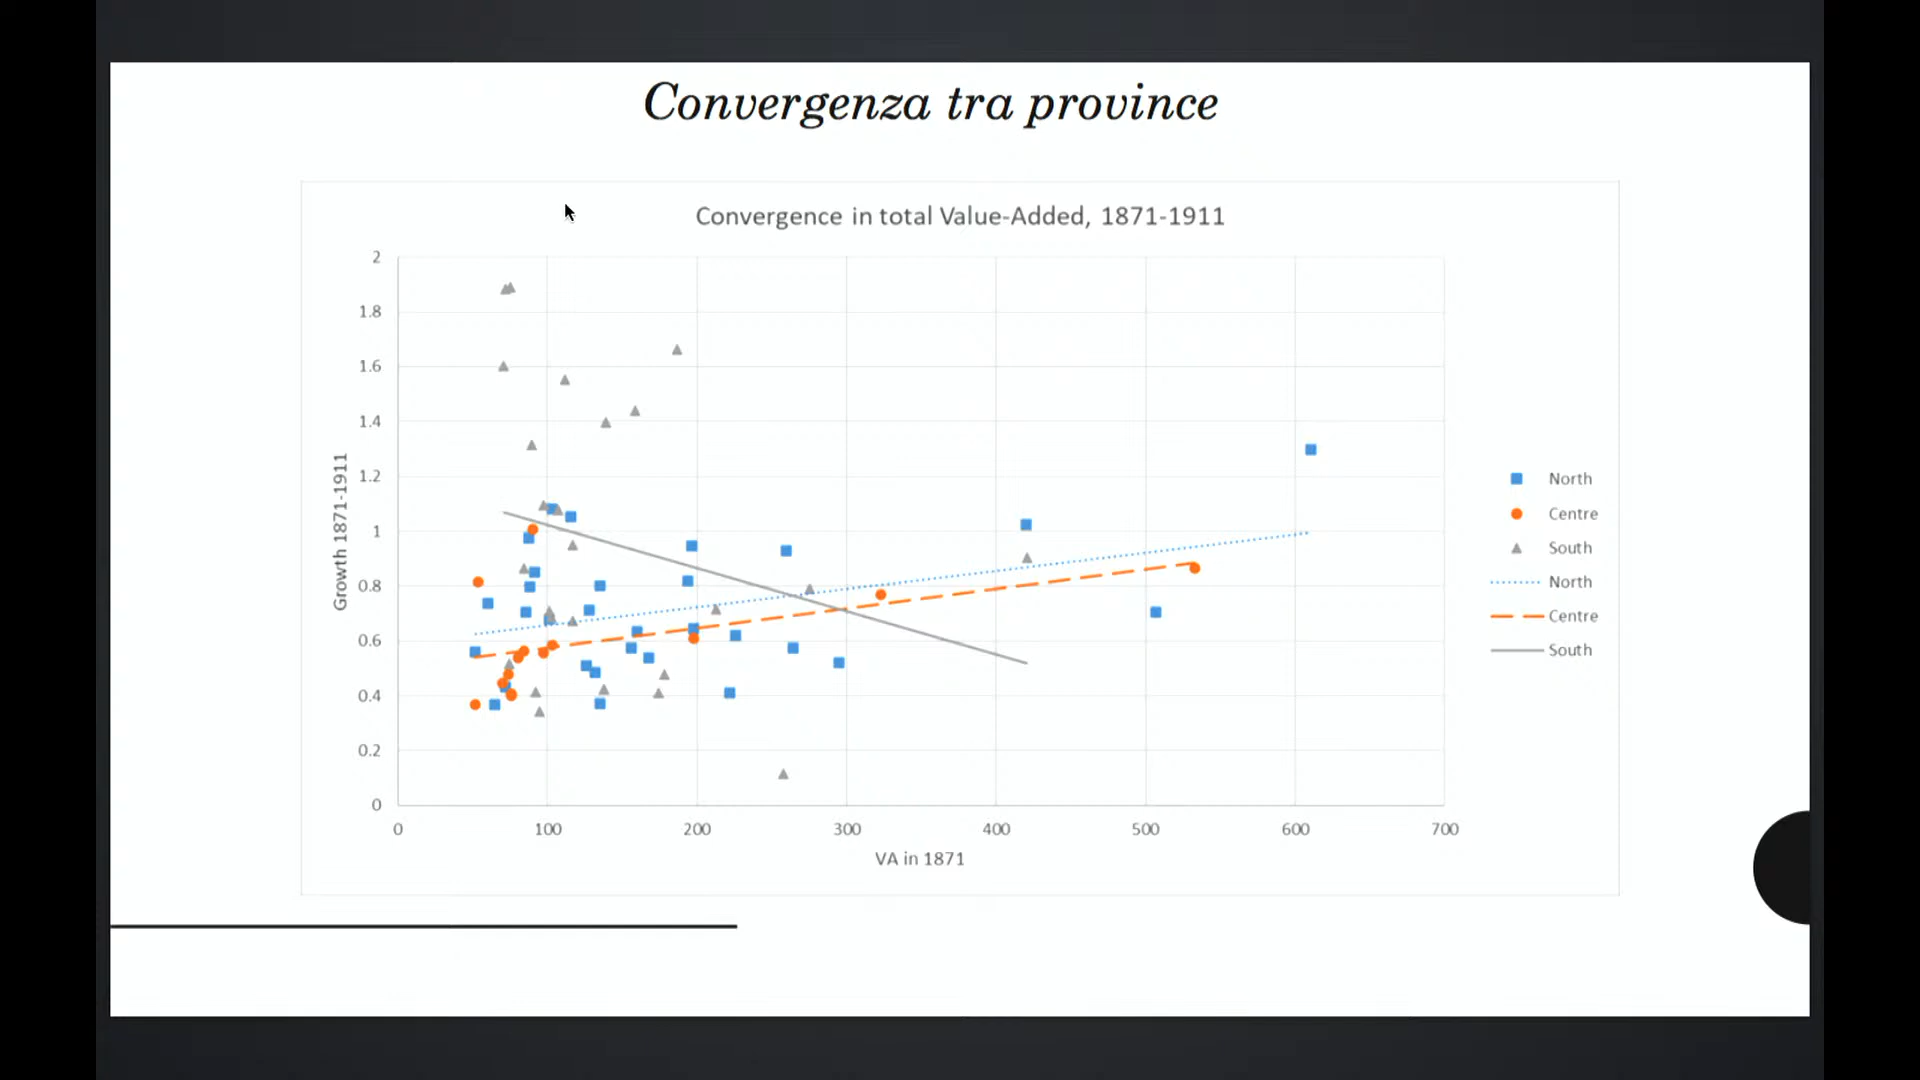 Convergenza tra province
Convergence in total Value-Added, 1871-1911
2
1.8
1.6
1.4
1.2
1
0.8
0.6
0.4
0.2
0
Growth 1871-1911
0 100 200 300 400 500 600 700
VA in 1871
North
Centre
South
North
Centre
South